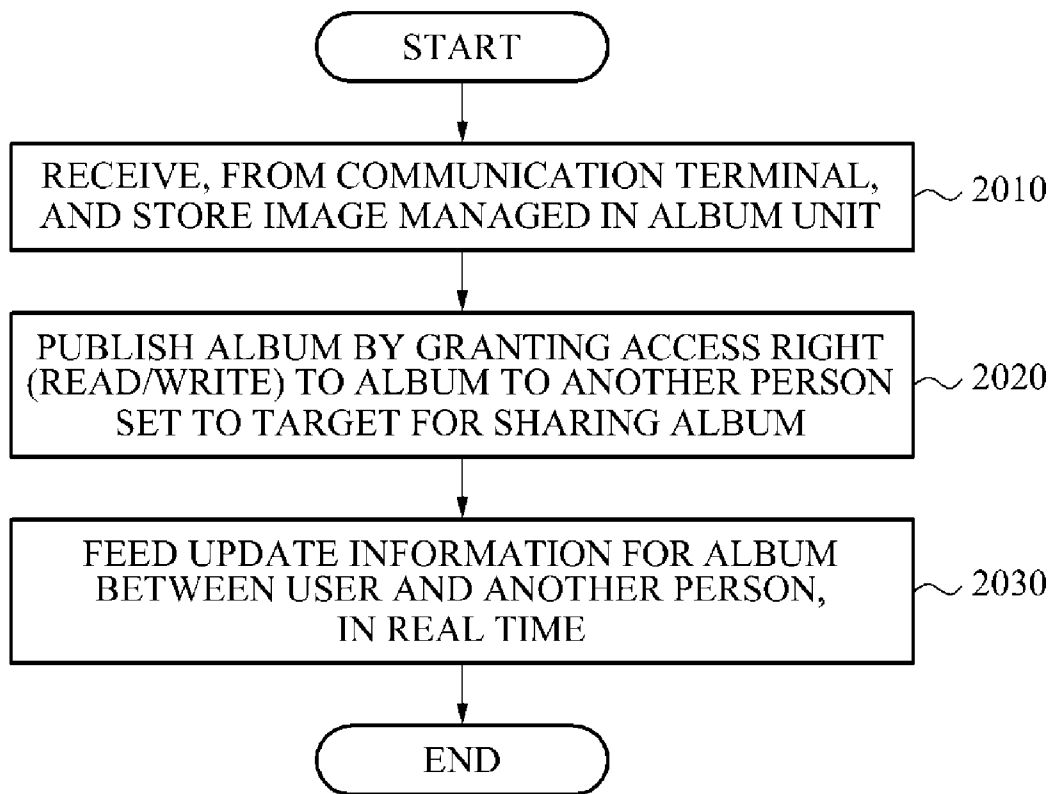 START
RECEIVE, FROM COMMUNICATION TERMINAL,
AND STORE IMAGE MANAGED IN ALBUM UNIT
2010
PUBLISH ALBUM BY GRANTING ACCESS RIGHT
(READ/WRITE) TO ALBUM TO ANOTHER PERSON
SET TO TARGET FOR SHARING ALBUM
2020
FEED UPDATE INFORMATION FOR ALBUM
BETWEEN USER AND ANOTHER PERSON,
IN REAL TIME
2030
END